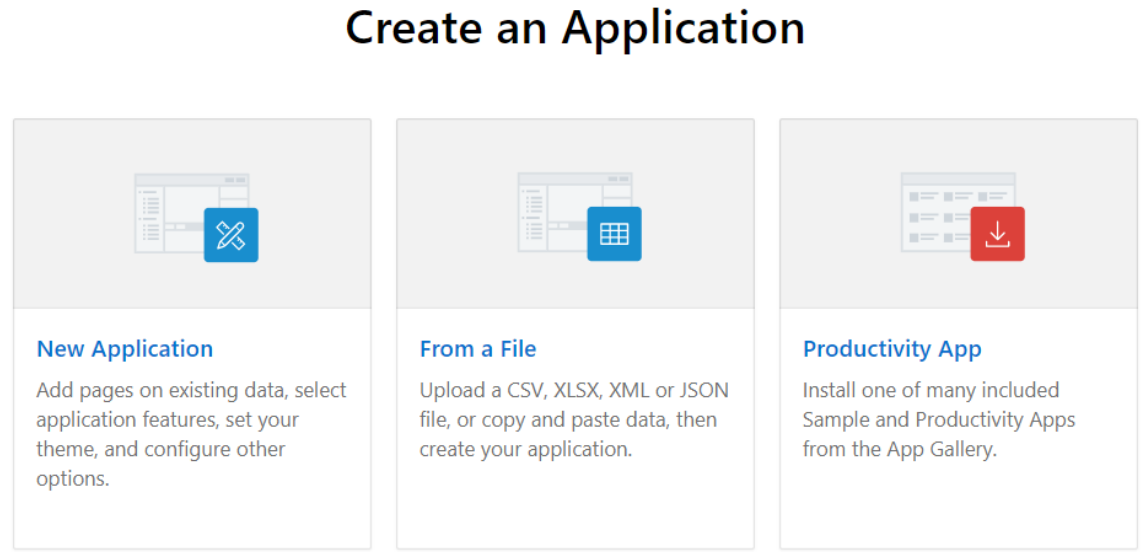 Create an Application
New Application
Add pages on existing data, select
application features, set your
theme, and configure other
options.
From a File
Upload a CSV, XLSX, XML or JSON
file, or copy and paste data, then
create your application.
Productivity App
Install one of many included
Sample and Productivity Apps
from the App Gallery.